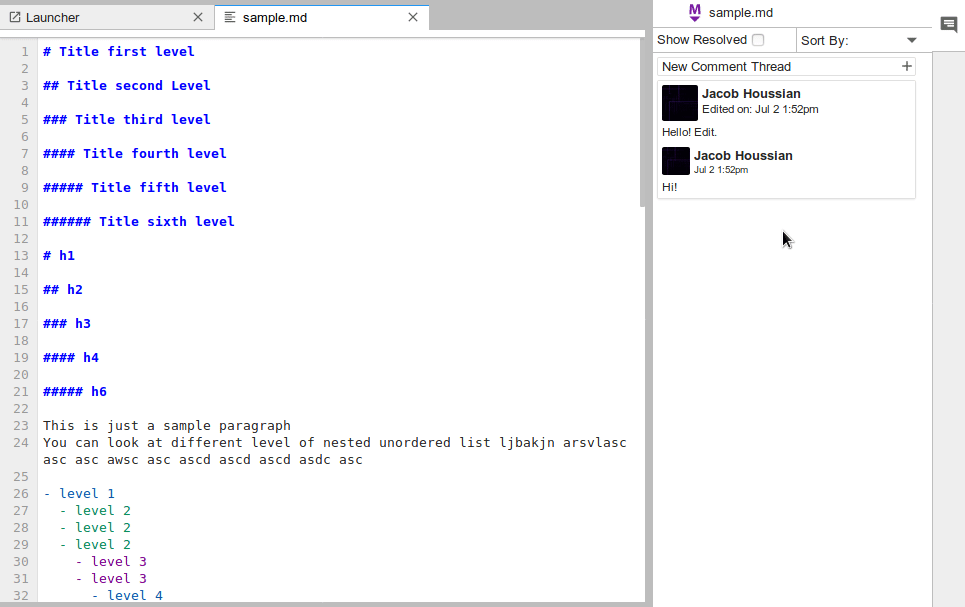 Launcher
sample.md
1 # Title first level
2
3 ## Title second Level
4
5 ### Title third level
6
7 #### Title fourth level
8
9 ##### Title fifth level
10
11 ###### Title sixth level
12
13 # h1
14
15 ## h2
16
17 ### h3
18
19 #### h4
20
21 ##### h6
22
23 This is just a sample paragraph
24 You can look at different level of nested unordered list ljbakjn arsvlasc
asc asc awsc asc ascd ascd ascd asdc asc
25
26 - level 1
27   - level 2
28   - level 2
29   - level 2
30     - level 3
31     - level 3
32       - level 4
M sample.md
Show Resolved
Sort By:
New Comment Thread +
Jacob Houssian
Edited on: Jul 2 1:52pm
Hello! Edit.
Jacob Houssian
Jul 2 1:52pm
Hi!